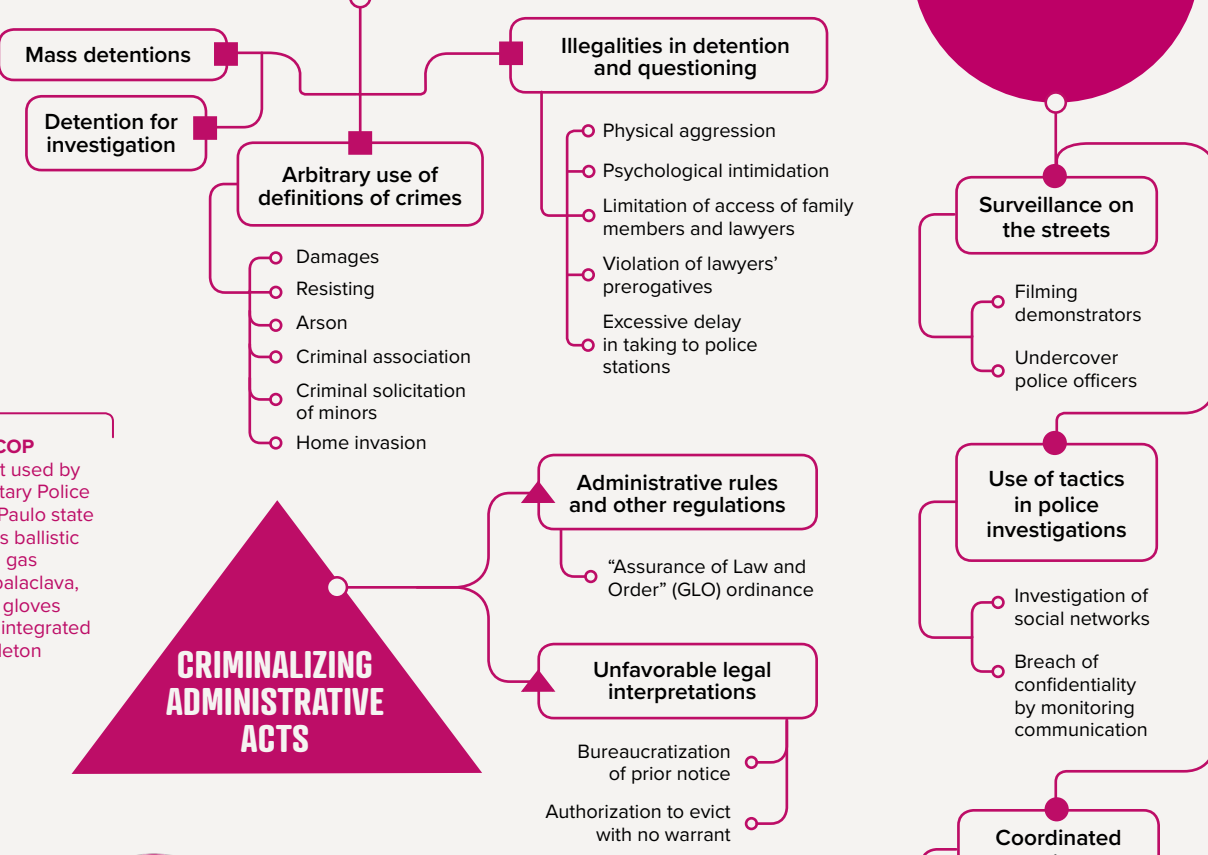 Mass detentions
Detention for
investigation
Arbitrary use of
definitions of crimes
Damages
Resisting
Arson
Criminal association
Criminal solicitation
of minors
Home invasion
Illegalities in detention
and questioning
Physical aggression
Psychological intimidation
Limitation of access of family
members and lawyers
Violation of lawyers’
prerogatives
Excessive delay
in taking to police
stations
COP
used by
Police
Paulo state
ballistic
gas
balaclava,
gloves
integrated
CRIMINALIZING
ADMINISTRATIVE
ACTS
Administrative rules
and other regulations
“Assurance of Law and
Order” (GLO) ordinance
Unfavorable legal
interpretations
Bureaucratization
of prior notice
Authorization to evict
with no warrant
Surveillance on
the streets
Filming
demonstrators
Undercover
police officers
Use of tactics
in police
investigations
Investigation of
social networks
Breach of
confidentiality
by monitoring
communication
Coordinated